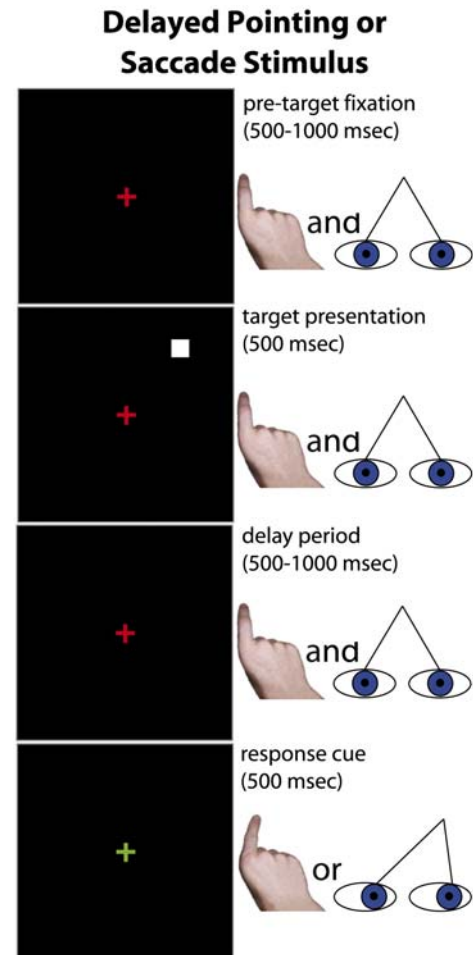 Delayed Pointing or
Saccade Stimulus
pre-target fixation
(500-1000 msec)
and
target presentation
(500 msec)
and
delay period
(500-1000 msec)
and
response cue
(500 msec)
or